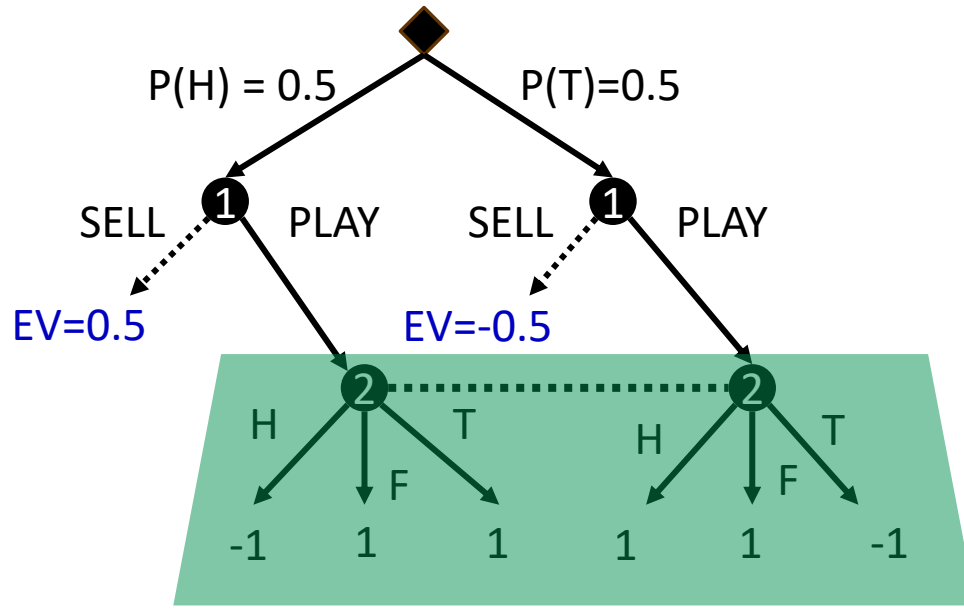 P(H) = 0.5 P(T)=0.5
1 1
SELL PLAY SELL PLAY
EV=0.5 EV=-0.5
2 2
H T H T
F F
-1 1 1 1 1 -1